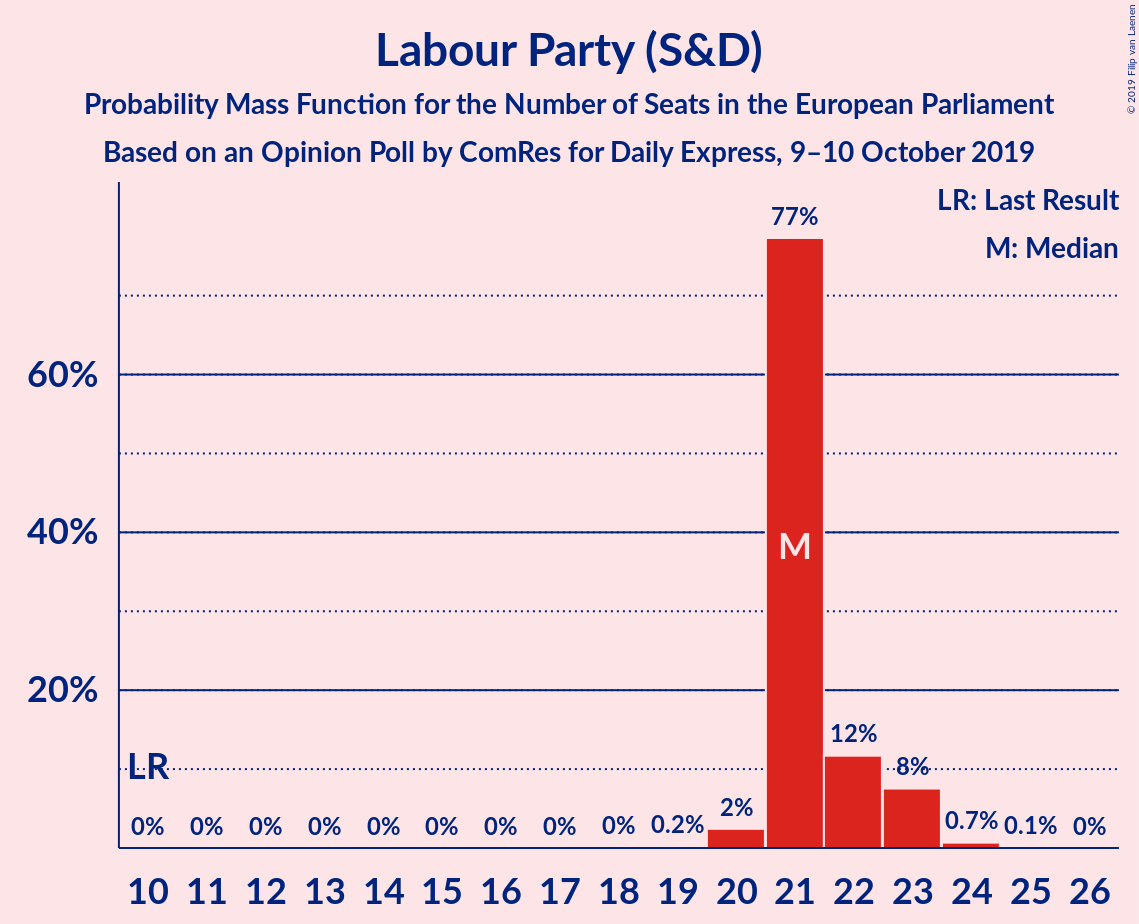 Labour Party (S&D)
Probability Mass Function for the Number of Seats in the European Parliament
Based on an Opinion Poll by ComRes for Daily Express, 9–10 October 2019
© 2019 Filip van Laenen
LR: Last Result
M: Median
77%
60%
40%
20%
M
LR
0% 0% 0% 0% 0% 0% 0% 0% 0% 0.2% 2% 12% 8% 0.7% 0.1% 0%
10 11 12 13 14 15 16 17 18 19 20 21 22 23 24 25 26